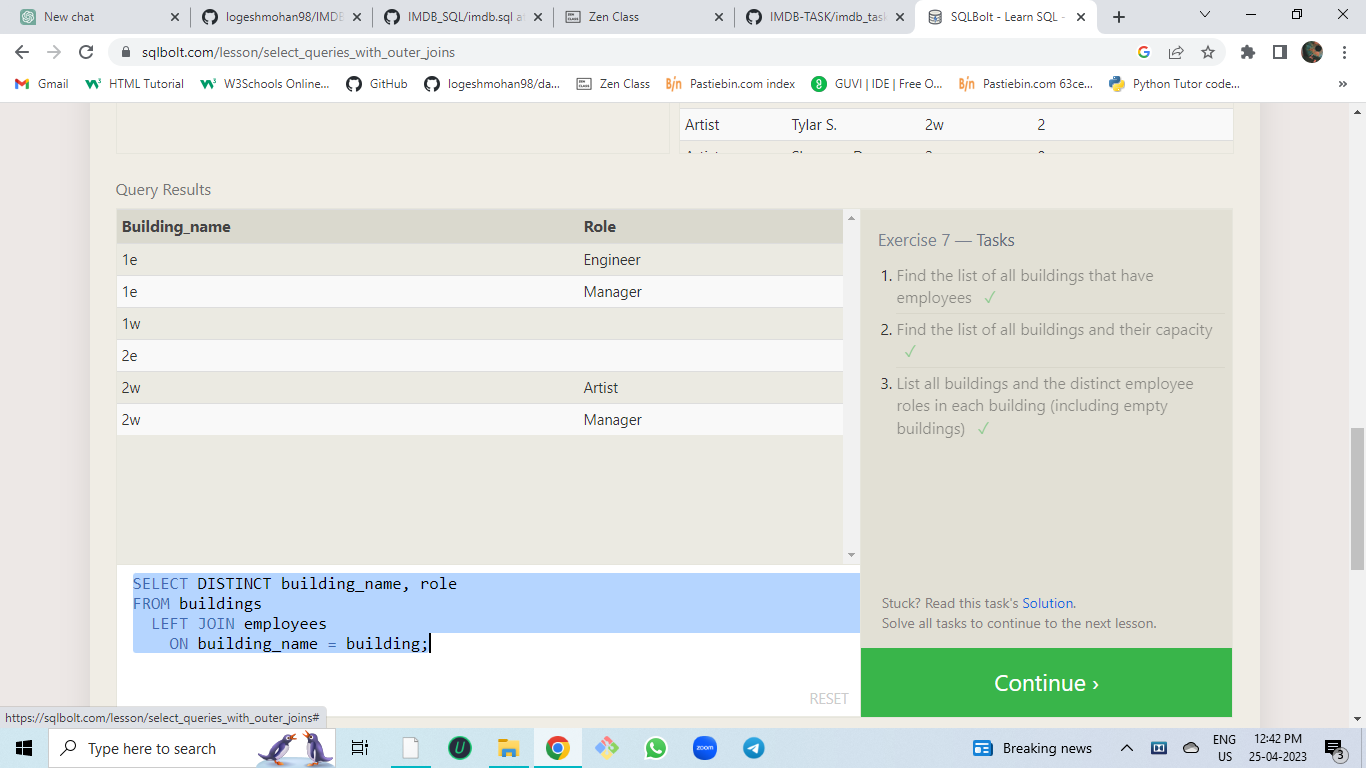 New chat
logeshmohan98/IMDB
IMDB_SQL/imdb.sql at
Zen Class
IMDB-TASK/imdb_task
SQLBolt - Learn SQL -
sqlbolt.com/lesson/select_queries_with_outer_joins
Gmail
HTML Tutorial
W3Schools Online...
GitHub
logeshmohan98/da...
Zen Class
Pastiebin.com index
GUVI | IDE | Free O...
Pastiebin.com 63ce...
Python Tutor code...
Artist Tylar S. 2w 2
Query Results
Building_name Role
1e Engineer
1e Manager
1w
2e
2w Artist
2w Manager
Exercise 7 — Tasks
1. Find the list of all buildings that have
employees ✓
2. Find the list of all buildings and their capacity
✓
3. List all buildings and the distinct employee
roles in each building (including empty
buildings) ✓
SELECT DISTINCT building_name, role
FROM buildings
LEFT JOIN employees
ON building_name = building;
RESET
Stuck? Read this task's Solution.
Solve all tasks to continue to the next lesson.
Continue ›
https://sqlbolt.com/lesson/select_queries_with_outer_joins#
Type here to search
zoom
Breaking news
ENG
US
12:42 PM
25-04-2023
3